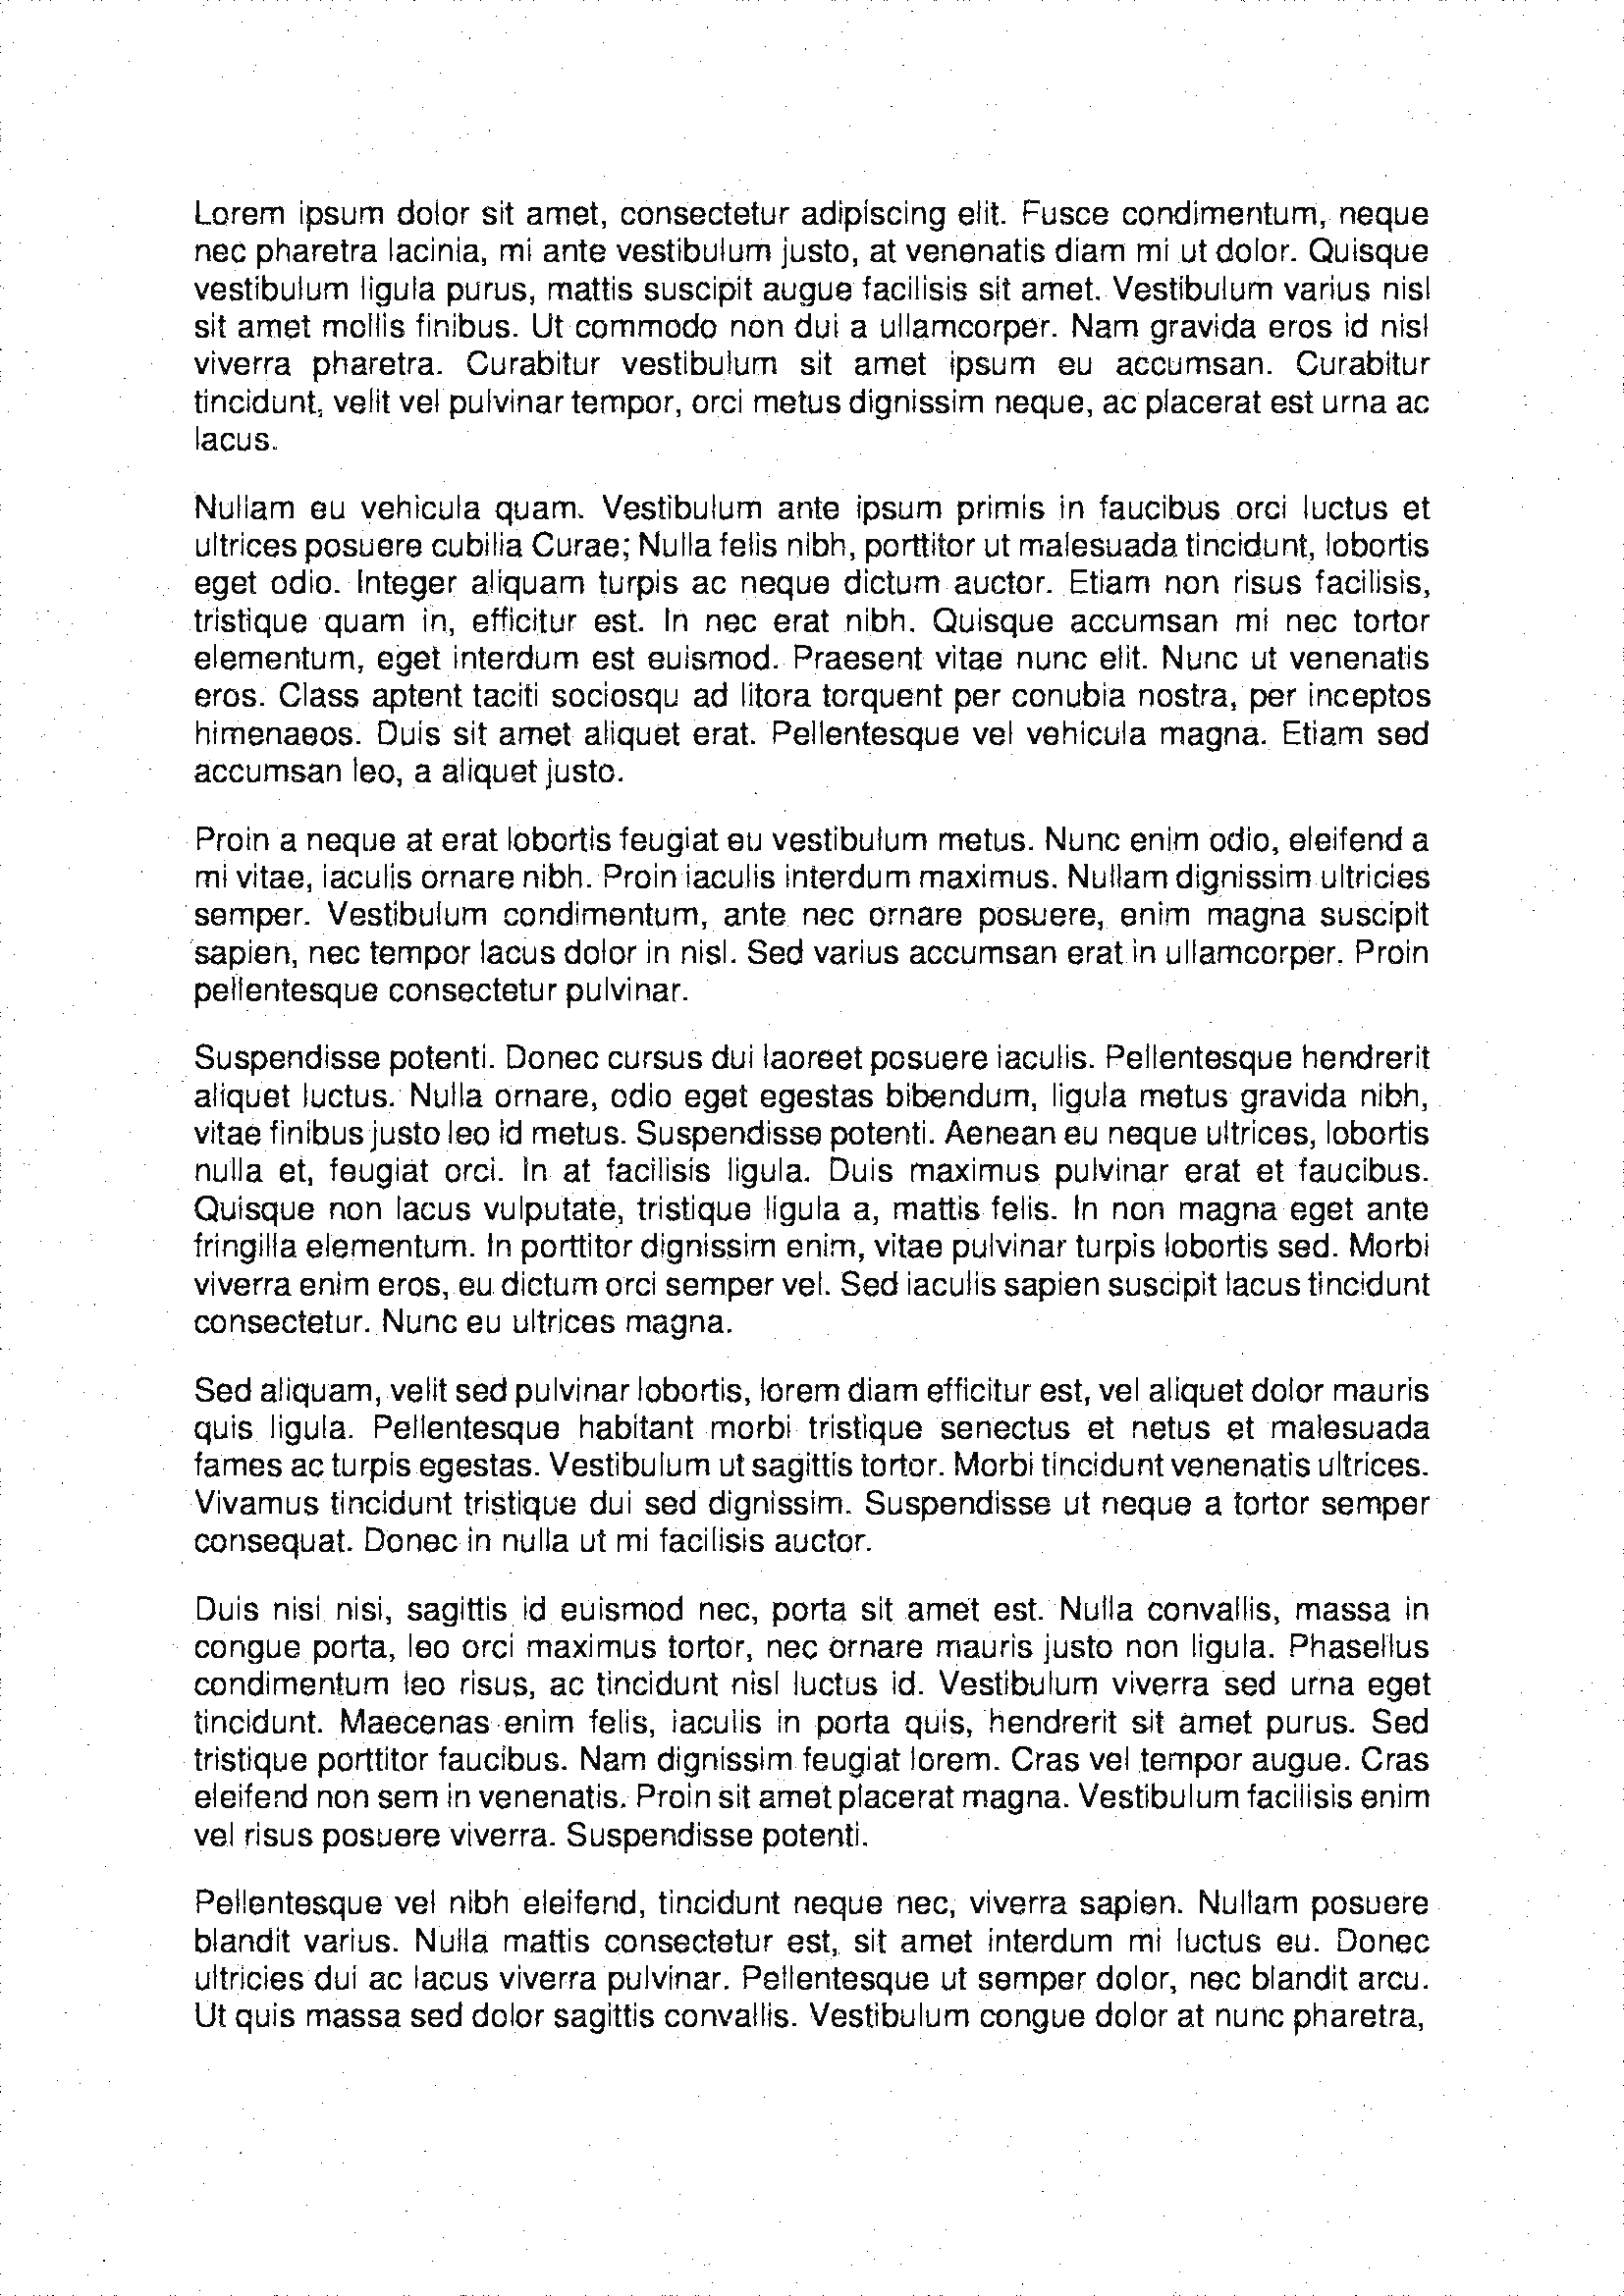 Lorem ipsum dolor sit amet, consectetur adipiscing elit. Fusce condimentum, neque
nec pharetra lacinia, mi ante vestibulum justo, at venenatis diam mi ut dolor. Quisque
vestibulum ligula purus, mattis suscipit augue facilisis sit amet. Vestibulum varius nisl
sit amet mollis finibus. Ut commodo non dui a ullamcorper. Nam gravida eros id nisl
viverra pharetra. Curabitur vestibulum sit amet ipsum eu accumsan. Curabitur
tincidunt, velit vel pulvinar tempor, orci metus dignissim neque, ac placerat est urna ac
lacus.
Nullam eu vehicula quam. Vestibulum ante ipsum primis in faucibus orci luctus et
ultrices posuere cubilia Curae; Nulla felis nibh, porttitor ut malesuada tincidunt, lobortis
eget odio. Integer aliquam turpis ac neque dictum auctor. Etiam non risus facilisis,
tristique quam in, efficitur est. In nec erat nibh. Quisque accumsan mi nec tortor
elementum, eget interdum est euismod. Praesent vitae nunc elit. Nunc ut venenatis
eros. Class aptent taciti sociosqu ad litora torquent per conubia nostra, per inceptos
himenaeos. Duis sit amet aliquet erat. Pellentesque vel vehicula magna. Etiam sed
accumsan leo, a aliquet justo.
Proin a neque at erat lobortis feugiat eu vestibulum metus. Nunc enim odio, eleifend a
mi vitae, iaculis ornare nibh. Proin iaculis interdum maximus. Nullam dignissim ultricies
semper. Vestibulum condimentum, ante nec ornare posuere, enim magna suscipit
sapien, nec tempor lacus dolor in nisl. Sed varius accumsan erat in ullamcorper. Proin
pellentesque consectetur pulvinar.
Suspendisse potenti. Donec cursus dui laoreet posuere iaculis. Pellentesque hendrerit
aliquet luctus. Nulla ornare, odio eget egestas bibendum, ligula metus gravida nibh,
vitae finibus justo leo id metus. Suspendisse potenti. Aenean eu neque ultrices, lobortis
nulla et, feugiat orci. In at facilisis ligula. Duis maximus pulvinar erat et faucibus.
Quisque non lacus vulputate, tristique ligula a, mattis felis. In non magna eget ante
fringilla elementum. In porttitor dignissim enim, vitae pulvinar turpis lobortis sed. Morbi
viverra enim eros, eu dictum orci semper vel. Sed iaculis sapien suscipit lacus tincidunt
consectetur. Nunc eu ultrices magna.
Sed aliquam, velit sed pulvinar lobortis, lorem diam efficitur est, vel aliquet dolor mauris
quis ligula. Pellentesque habitant morbi tristique senectus et netus et malesuada
fames ac turpis egestas. Vestibulum ut sagittis tortor. Morbi tincidunt venenatis ultrices.
Vivamus tincidunt tristique dui sed dignissim. Suspendisse ut neque a tortor semper
consequat. Donec in nulla ut mi facilisis auctor.
Duis nisi nisi, sagittis id euismod nec, porta sit amet est. Nulla convallis, massa in
congue porta, leo orci maximus tortor, nec ornare mauris justo non ligula. Phasellus
condimentum leo risus, ac tincidunt nisl luctus id. Vestibulum viverra sed urna eget
tincidunt. Maecenas enim felis, iaculis in porta quis, hendrerit sit amet purus. Sed
tristique porttitor faucibus. Nam dignissim feugiat lorem. Cras vel tempor augue. Cras
eleifend non sem in venenatis. Proin sit amet placerat magna. Vestibulum facilisis enim
vel risus posuere viverra. Suspendisse potenti.
Pellentesque vel nibh eleifend, tincidunt neque nec, viverra sapien. Nullam posuere
blandit varius. Nulla mattis consectetur est, sit amet interdum mi luctus eu. Donec
ultricies dui ac lacus viverra pulvinar. Pellentesque ut semper dolor, nec blandit arcu.
Ut quis massa sed dolor sagittis convallis. Vestibulum congue dolor at nunc pharetra,